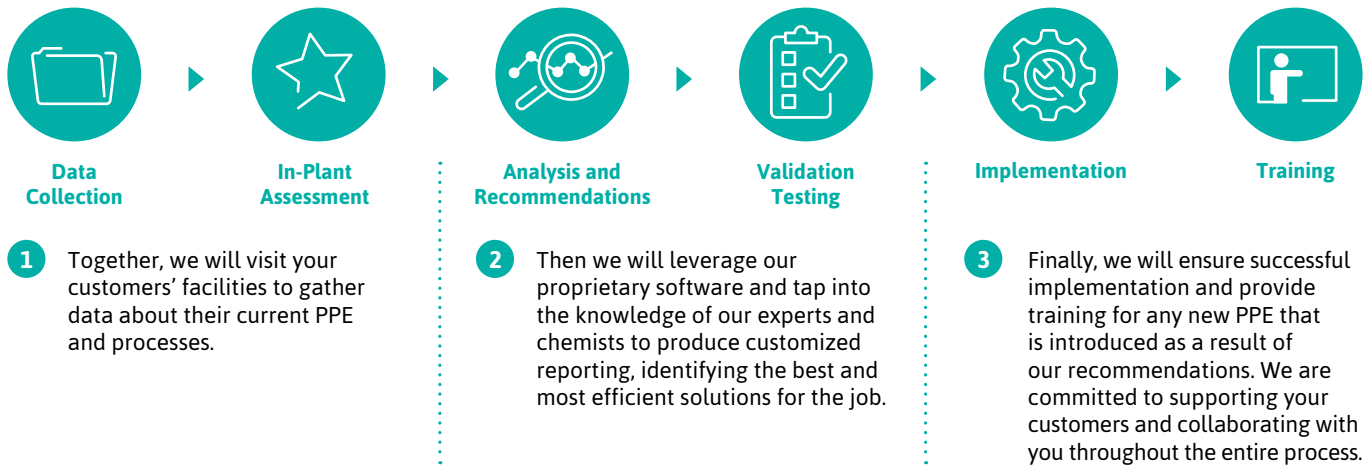 Data
Collection
In-Plant
Assessment
Analysis and
Recommendations
Validation
Testing
Implementation
Training
1
Together, we will visit your
customers’ facilities to gather
data about their current PPE
and processes.
2
Then we will leverage our
proprietary software and tap into
the knowledge of our experts and
chemists to produce customized
reporting, identifying the best and
most efficient solutions for the job.
3
Finally, we will ensure successful
implementation and provide
training for any new PPE that
is introduced as a result of
our recommendations. We are
committed to supporting your
customers and collaborating with
you throughout the entire process.